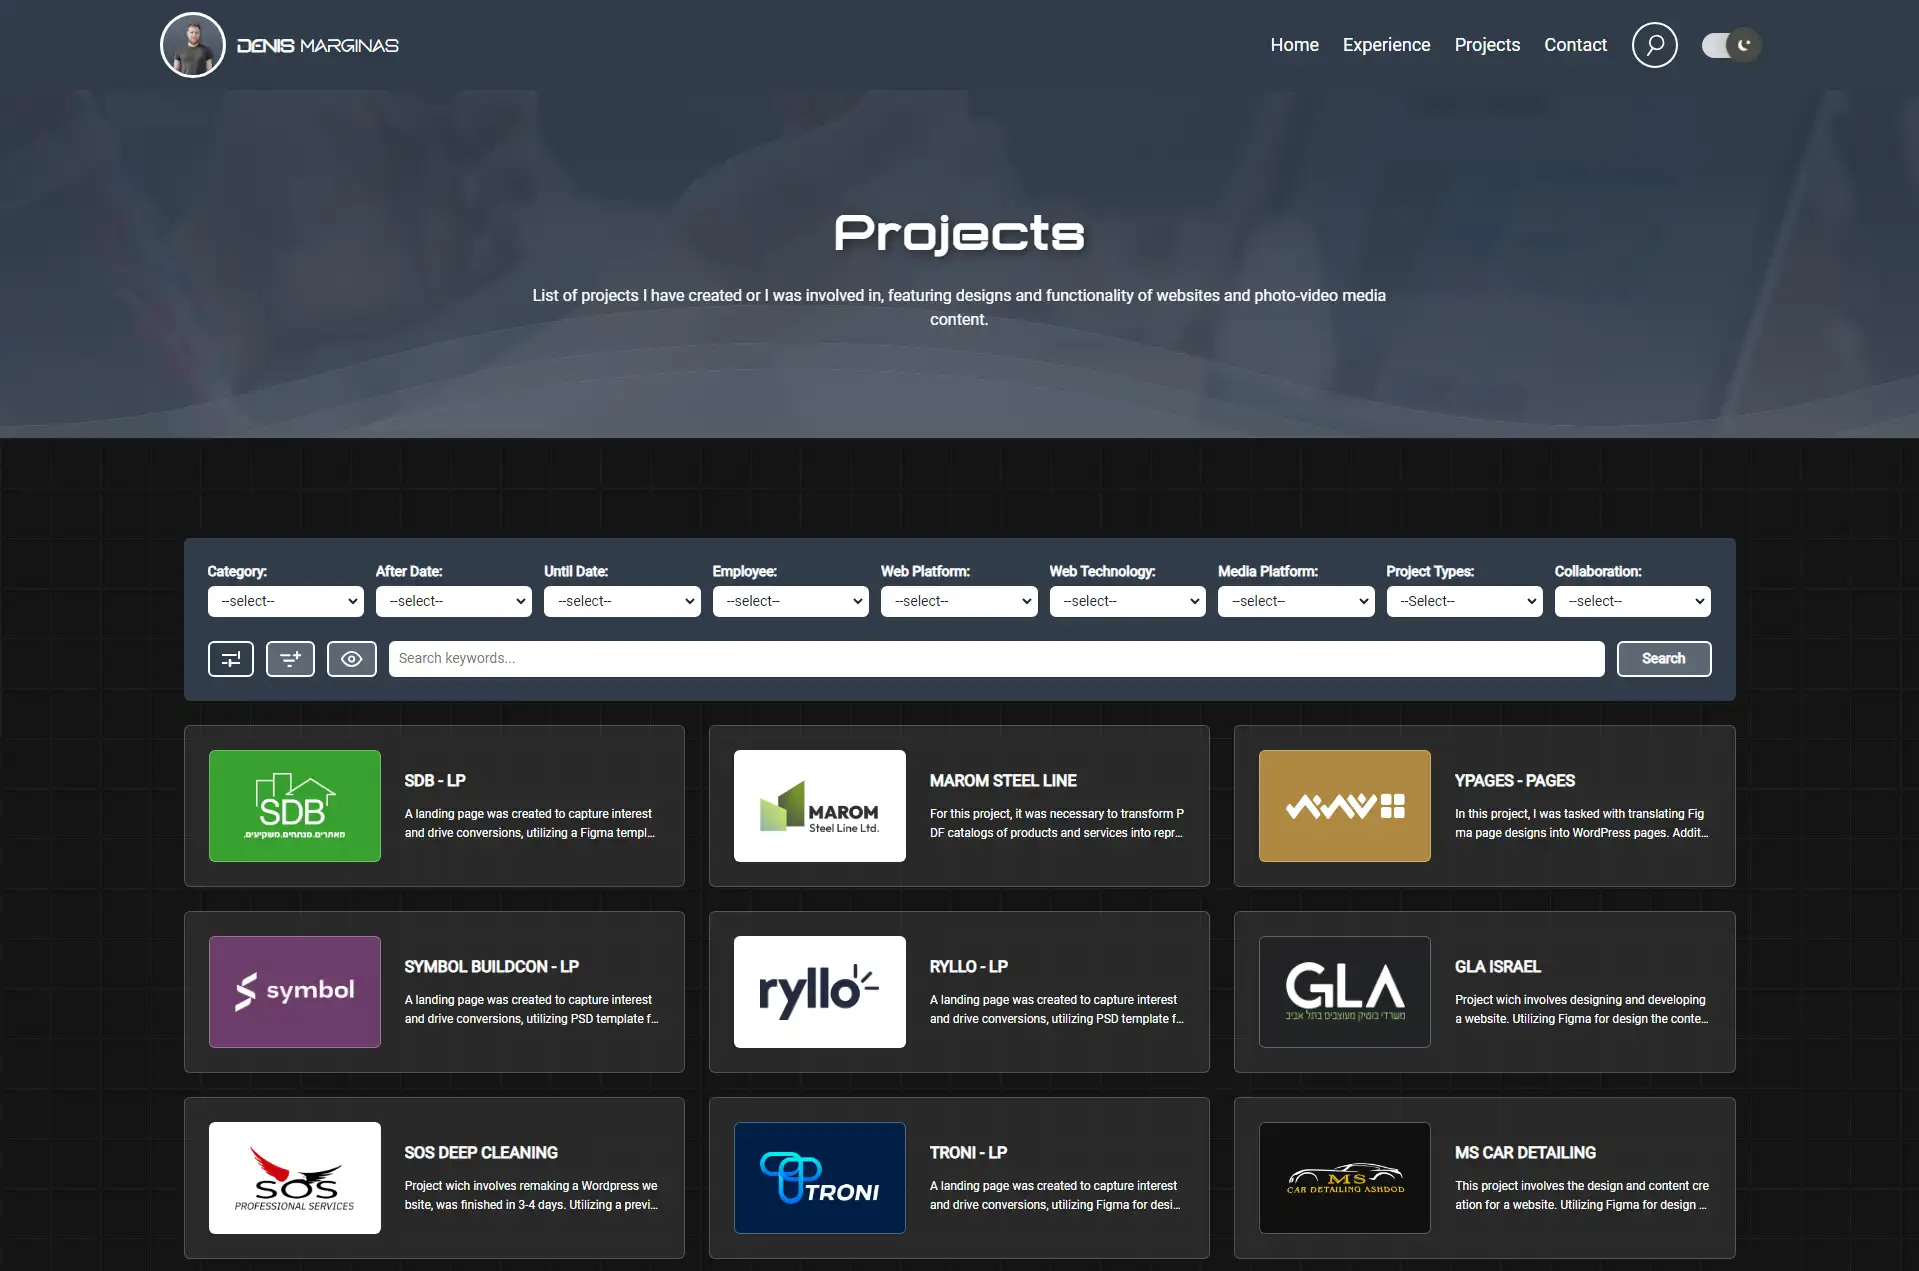 DENIS MARGINAS
Home Experience Projects Contact
Projects
List of projects I have created or I was involved in, featuring designs and functionality of websites and photo-video media
content.
Category: After Date: Until Date: Employee: Web Platform: Web Technology: Media Platform: Project Types: Collaboration:
--select-- --select-- --select-- --select-- --select-- --select-- --select-- --Select-- --select--
Search keywords... Search
SDB
מאתרים.מנתחים.משקיעים.
SDB - LP
A landing page was created to capture interest
and drive conversions, utilizing a Figma templ...
MAROM
Steel Line Ltd.
MAROM STEEL LINE
For this project, it was necessary to transform P
DF catalogs of products and services into repr...
YPAGES - PAGES
In this project, I was tasked with translating Fig
ma page designs into WordPress pages. Addit...
symbol
SYMBOL BUILDCON - LP
A landing page was created to capture interest
and drive conversions, utilizing PSD template f...
ryllo
RYLLO - LP
A landing page was created to capture interest
and drive conversions, utilizing PSD template f...
GLA
משרדי בוטיק מעוצבים בתל אביב
GLA ISRAEL
Project wich involves designing and developing
a website. Utilizing Figma for design the conte...
SOS
PROFESSIONAL SERVICES
SOS DEEP CLEANING
Project wich involves remaking a Wordpress we
bsite, was finished in 3-4 days. Utilizing a previ...
TRONI
TRONI - LP
A landing page was created to capture interest
and drive conversions, utilizing Figma for desi...
MS
CAR DETAILING ASHDOD
MS CAR DETAILING
This project involves the design and content cre
ation for a website. Utilizing Figma for design ...